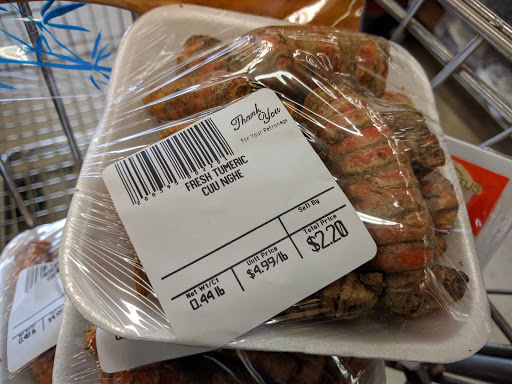 Thank You
For Your Patronage
FRESH TUMERIC
CUU NGHE
Sell By
Net Wt/Ct Unit Price Total Price
0.44 lb $4.99/lb $2.20